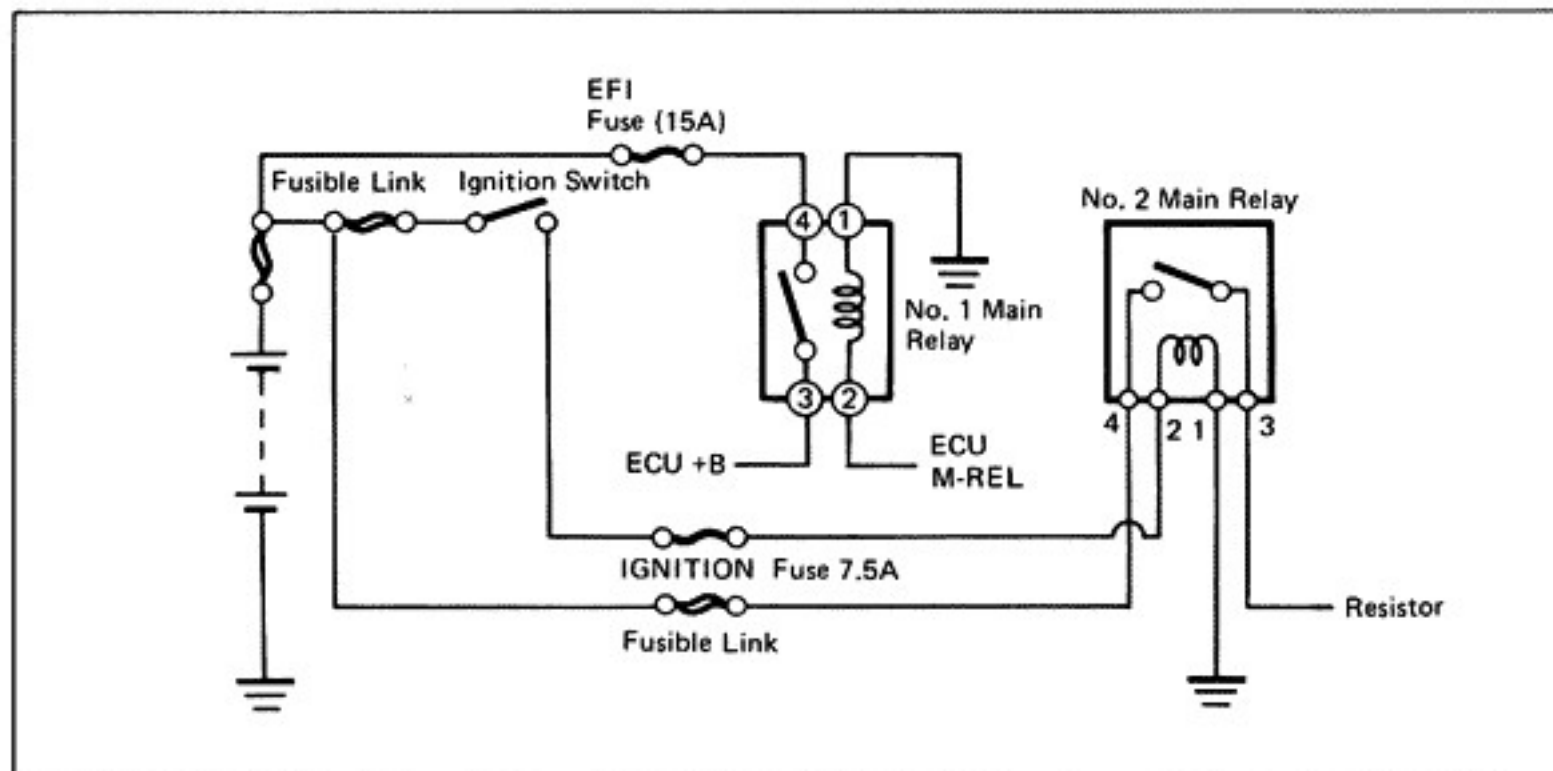 EFI
Fuse (15A)
Fusible Link
Ignition Switch
No. 2 Main Relay
4
1
No. 1 Main
Relay
3
2
4
2
1
3
ECU +B
ECU
M-REL
IGNITION Fuse 7.5A
Resistor
Fusible Link